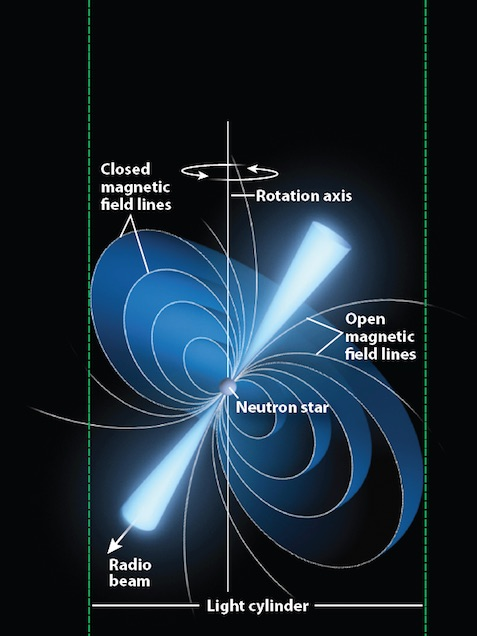 Closed
magnetic
field lines
Rotation axis
Open
magnetic
field lines
Neutron star
Radio
beam
Light cylinder